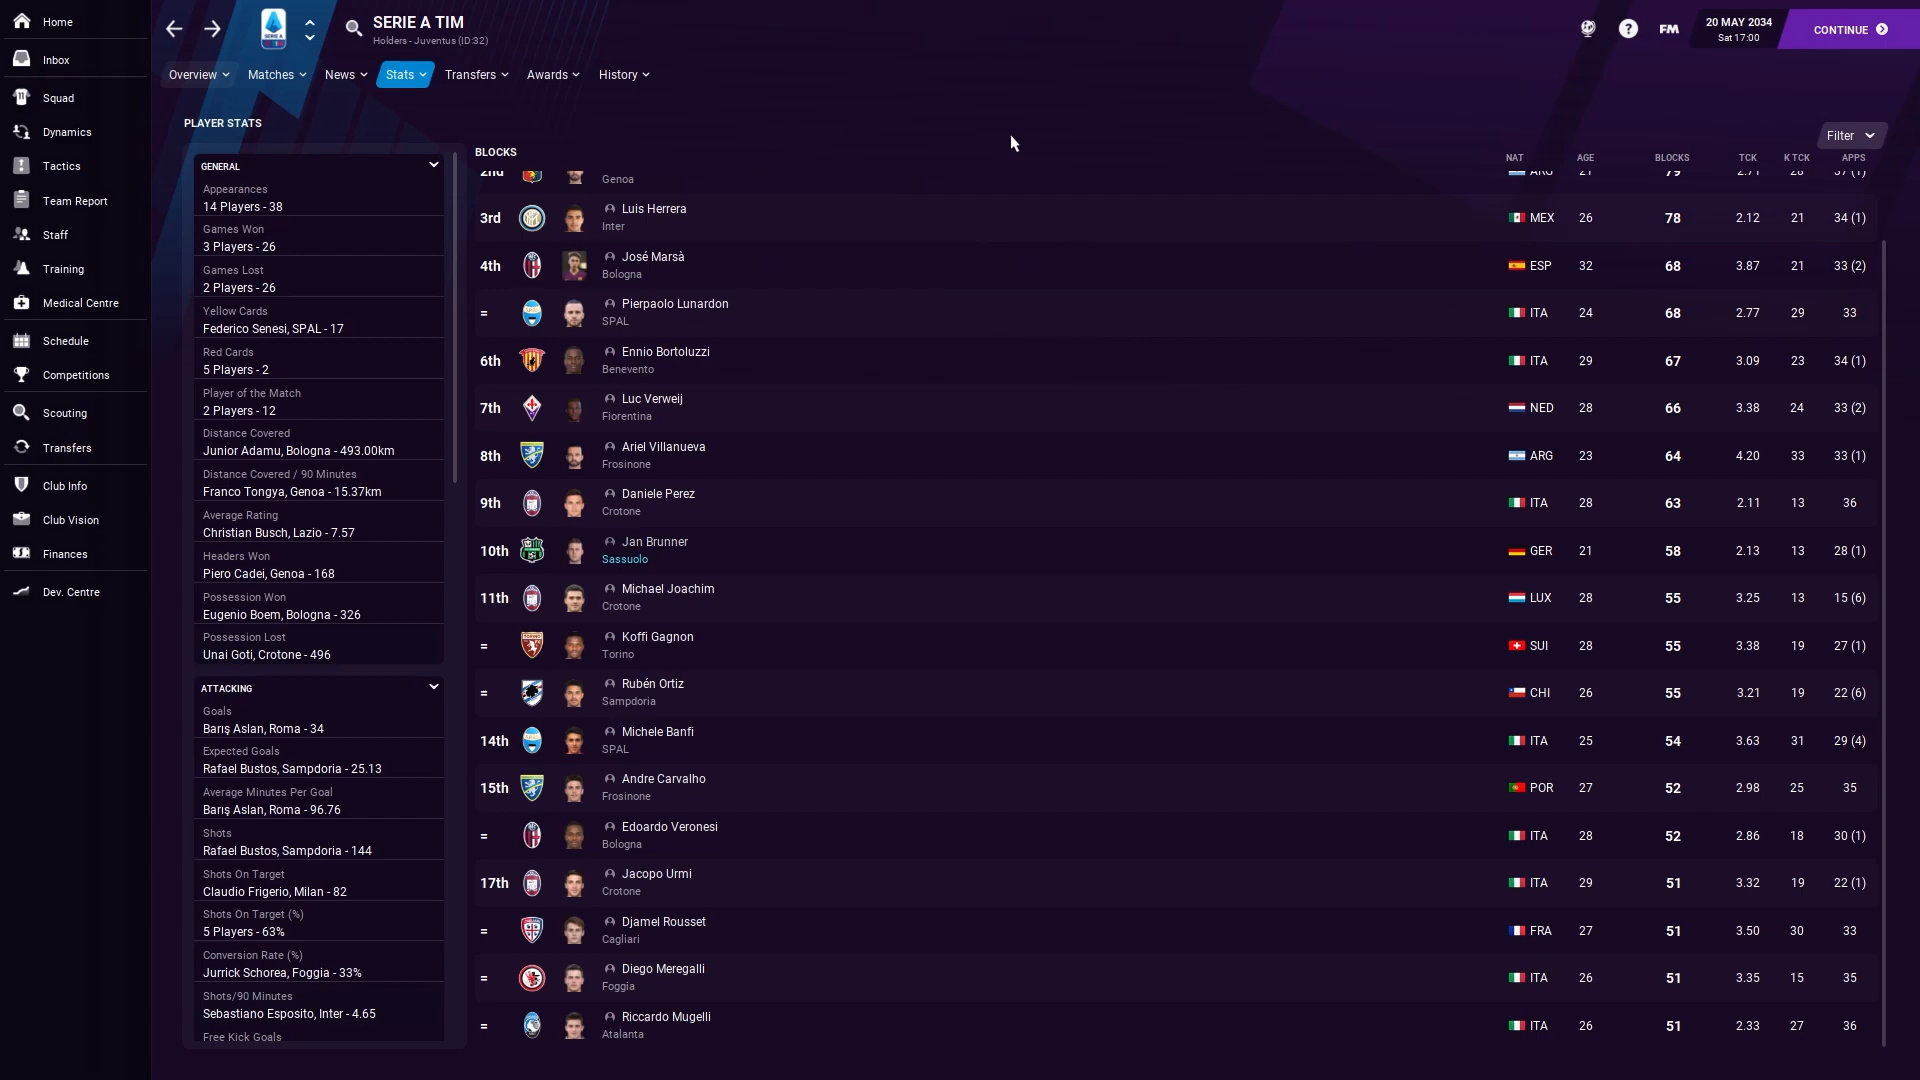 Home
Inbox
Squad
Dynamics
Tactics
Team Report
Staff
Training
Medical Centre
Schedule
Competitions
Scouting
Transfers
Club Info
Club Vision
Finances
Dev. Centre
SERIE A TIM
Holders - Juventus (ID:32)
FM
20 MAY 2034
Sat 17:00
CONTINUE
Overview
Matches
News
Stats
Transfers
Awards
History
PLAYER STATS
Filter
GENERAL
Appearances
14 Players - 38
Games Won
3 Players - 26
Games Lost
2 Players - 26
Yellow Cards
Federico Senesi, SPAL - 17
Red Cards
5 Players - 2
Player of the Match
2 Players - 12
Distance Covered
Junior Adamu, Bologna - 493.00km
Distance Covered / 90 Minutes
Franco Tongya, Genoa - 15.37km
Average Rating
Christian Busch, Lazio - 7.57
Headers Won
Piero Cadei, Genoa - 168
Possession Won
Eugenio Boem, Bologna - 326
Possession Lost
Unai Goti, Crotone - 496
ATTACKING
Goals
Barış Aslan, Roma - 34
Expected Goals
Rafael Bustos, Sampdoria - 25.13
Average Minutes Per Goal
Barış Aslan, Roma - 96.76
Shots
Rafael Bustos, Sampdoria - 144
Shots On Target
Claudio Frigerio, Milan - 82
Shots On Target (%)
5 Players - 63%
Conversion Rate (%)
Jurrick Schorea, Foggia - 33%
Shots/90 Minutes
Sebastiano Esposito, Inter - 4.65
Free Kick Goals
BLOCKS NAT AGE BLOCKS TCK K TCK APPS
2nd Genoa ARG 21 79 2.71 28 37 (1)
3rd Luis Herrera MEX 26 78 2.12 21 34 (1)
Inter
4th José Marsà ESP 32 68 3.87 21 33 (2)
Bologna
= Pierpaolo Lunardon ITA 24 68 2.77 29 33
SPAL
6th Ennio Bortoluzzi ITA 29 67 3.09 23 34 (1)
Benevento
7th Luc Verweij NED 28 66 3.38 24 33 (2)
Fiorentina
8th Ariel Villanueva ARG 23 64 4.20 33 33 (1)
Frosinone
9th Daniele Perez ITA 28 63 2.11 13 36
Crotone
10th Jan Brunner GER 21 58 2.13 13 28 (1)
Sassuolo
11th Michael Joachim LUX 28 55 3.25 13 15 (6)
Crotone
= Koffi Gagnon SUI 28 55 3.38 19 27 (1)
Torino
= Rubén Ortiz CHI 26 55 3.21 19 22 (6)
Sampdoria
14th Michele Banfi ITA 25 54 3.63 31 29 (4)
SPAL
15th Andre Carvalho POR 27 52 2.98 25 35
Frosinone
= Edoardo Veronesi ITA 28 52 2.86 18 30 (1)
Bologna
17th Jacopo Urmi ITA 29 51 3.32 19 22 (1)
Crotone
= Djamel Rousset FRA 27 51 3.50 30 33
Cagliari
= Diego Meregalli ITA 26 51 3.35 15 35
Foggia
= Riccardo Mugelli ITA 26 51 2.33 27 36
Atalanta